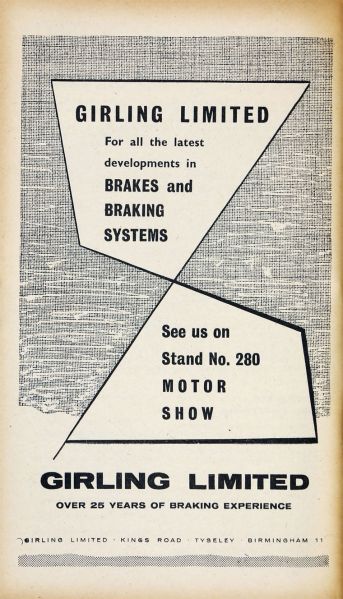 GIRLING LIMITED
For all the latest
developments in
BRAKES and
BRAKING
SYSTEMS
See us on
Stand No. 280
MOTOR
SHOW
GIRLING LIMITED
OVER 25 YEARS OF BRAKING EXPERIENCE
GIRLING LIMITED · KINGS ROAD · TYSELEY · BIRMINGHAM 11